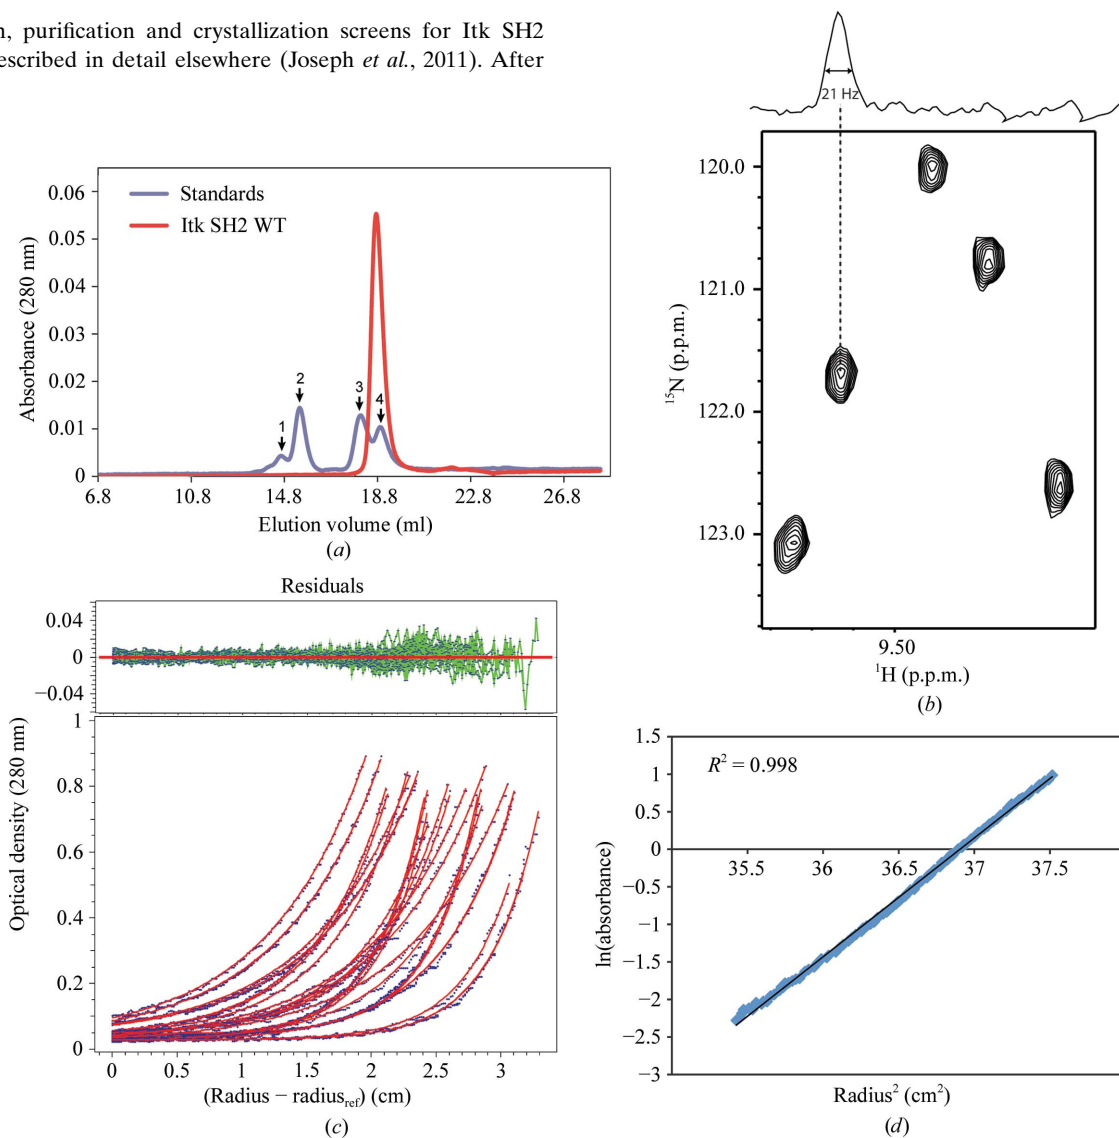 n, purification and crystallization screens for Itk SH2
escribed in detail elsewhere (Joseph et al., 2011). After
Absorbance (280 nm)
0.06
0.05
0.04
0.03
0.02
0.01
0
Standards
Itk SH2 WT
1
2
3
4
6.8 10.8 14.8 18.8 22.8 26.8
Elution volume (ml)
(a)
21 Hz
15N (p.p.m.)
120.0
121.0
122.0
123.0
9.50
1H (p.p.m.)
(b)
Residuals
0.04
0
−0.04
Optical density (280 nm)
1
0.8
0.6
0.4
0.2
0
0 0.5 1 1.5 2 2.5 3
(Radius − radiusref) (cm)
(c)
ln(absorbance)
1.5
1
0.5
0
−0.5
−1
−1.5
−2
−2.5
−3
R2 = 0.998
35.5 36 36.5 37 37.5
Radius2 (cm2)
(d)